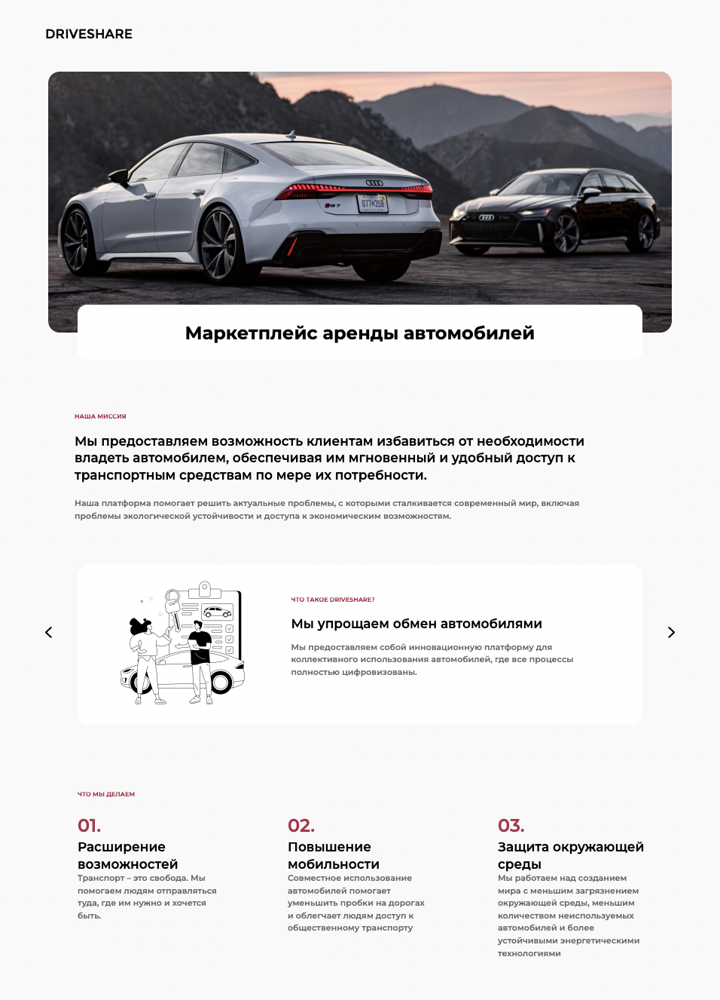 DRIVESHARE
Маркетплейс аренды автомобилей
НАША МИССИЯ
Мы предоставляем возможность клиентам избавиться от необходимости
владеть автомобилем, обеспечивая им мгновенный и удобный доступ к
транспортным средствам по мере их потребности.
Наша платформа помогает решить актуальные проблемы, с которыми сталкивается современный мир, включая
проблемы экологической устойчивости и доступа к экономическим возможностям.
ЧТО ТАКОЕ DRIVESHARE?
Мы упрощаем обмен автомобилями
Мы предоставляем собой инновационную платформу для
коллективного использования автомобилей, где все процессы
полностью цифровизованы.
ЧТО МЫ ДЕЛАЕМ
01.
Расширение
возможностей
Транспорт – это свобода. Мы
помогаем людям отправляться
туда, где им нужно и хочется
быть.
02.
Повышение
мобильности
Совместное использование
автомобилей помогает
уменьшить пробки на дорогах
и облегчает людям доступ к
общественному транспорту
03.
Защита окружающей
среды
Мы работаем над созданием
мира с меньшим загрязнением
окружающей среды, меньшим
количеством неиспользуемых
автомобилей и более
устойчивыми энергетическими
технологиями